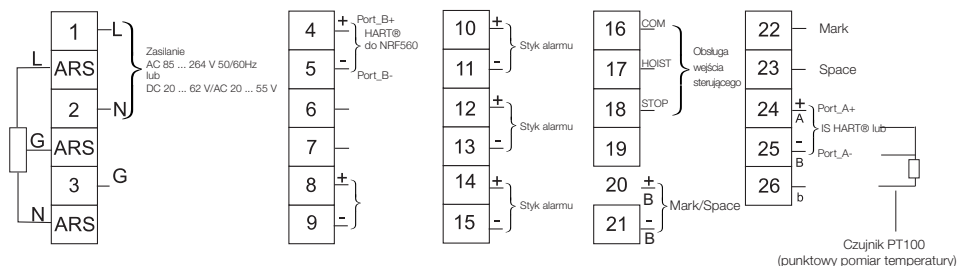 1 L
L
ARS
Zasilanie
AC 85 ... 264 V 50/60Hz
lub
DC 20 ... 62 V/AC 20 ... 55 V
2 N
G
ARS
3 G
N
ARS
4 + Port_B+
HART®
do NRF560
5 - Port_B-
6
7
8 +
9 -
10 +
Styk alarmu
11 -
12 +
Styk alarmu
13 -
14 +
Styk alarmu
15 -
16 COM
17 HOIST
18 STOP
Obsługa
wejścia
sterującego
19
20 + B
Mark/Space
21 - B
22 Mark
23 Space
24 + A Port_A+
IS HART® lub
25 - B Port_A-
26 b
Czujnik PT100
(punktowy pomiar temperatury)